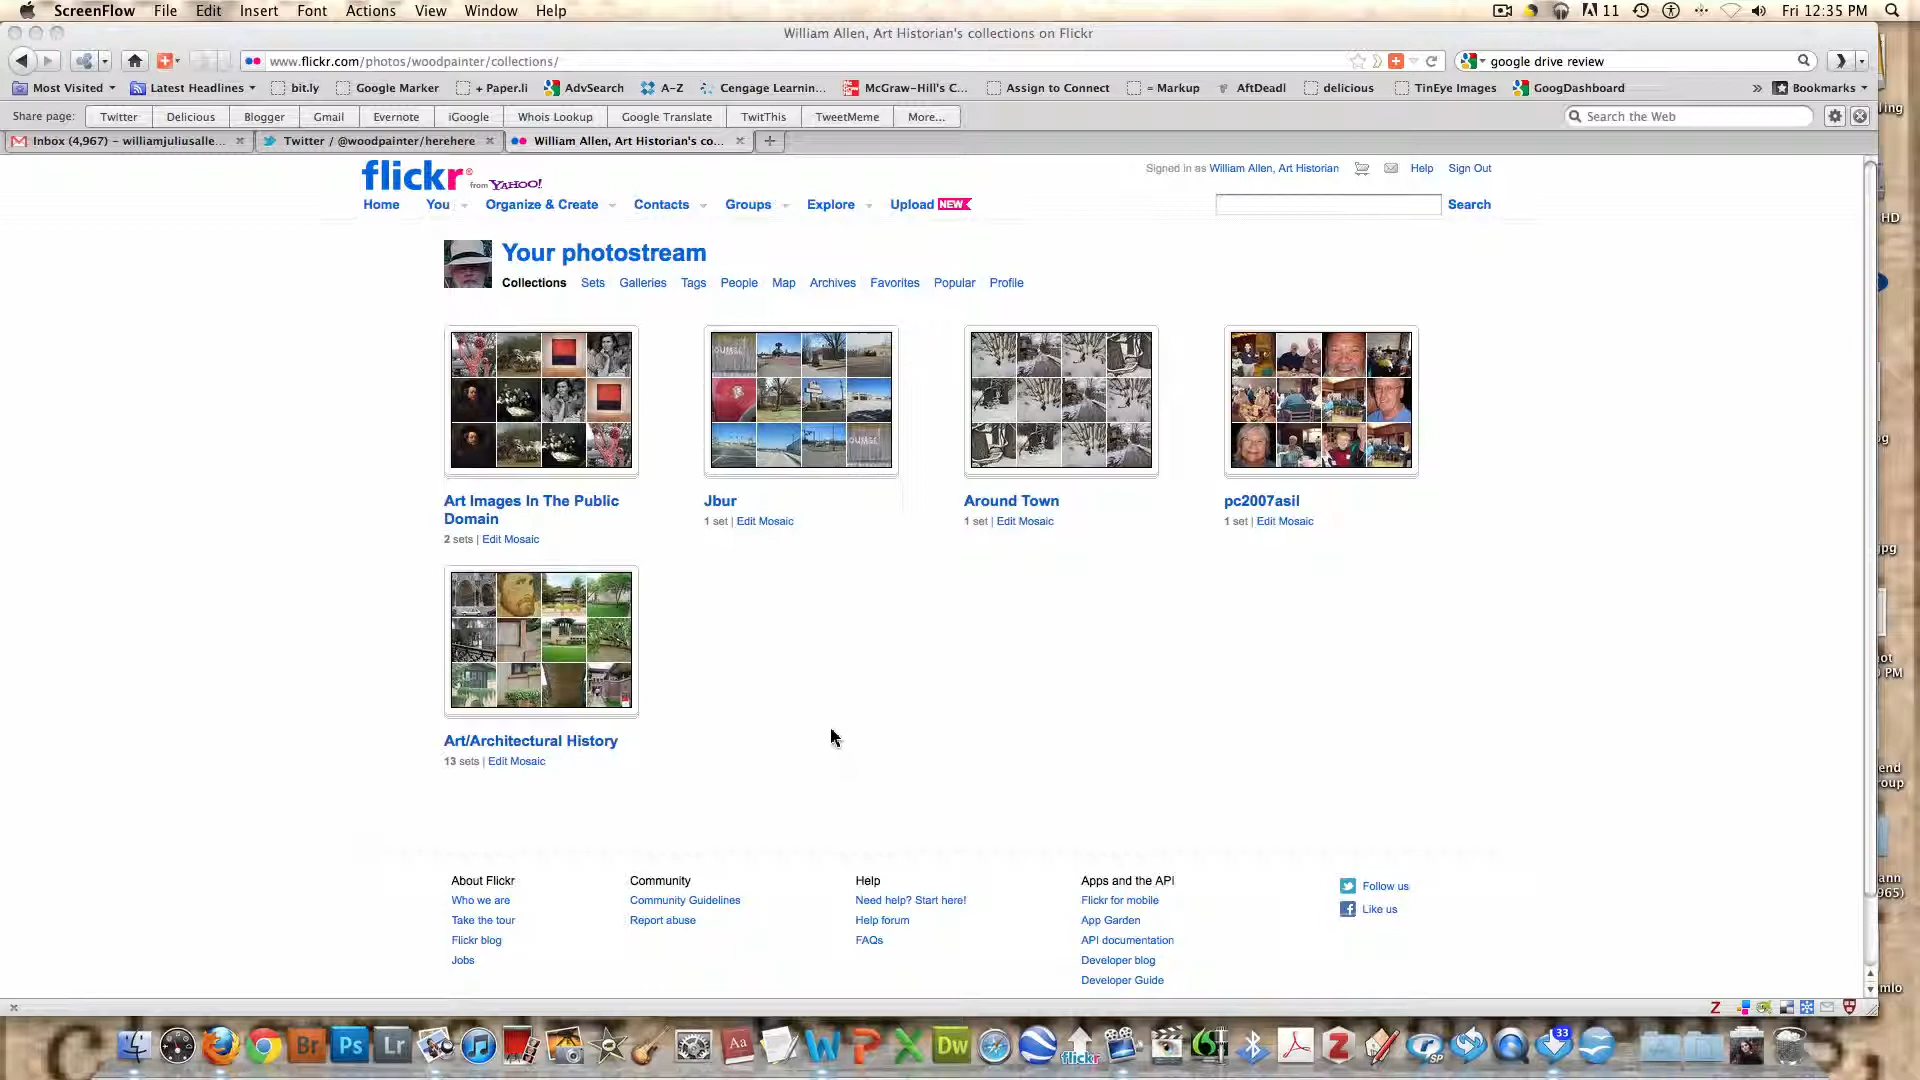 ScreenFlow File Edit Insert Font Actions View Window Help 11 Fri 12:35 PM
William Allen, Art Historian's collections on Flickr
www.flickr.com/photos/woodpainter/collections/ google drive review
Most Visited Latest Headlines bit.ly Google Marker + Paper.li AdvSearch A-Z Cengage Learnin... McGraw-Hill's C... Assign to Connect = Markup AftDeadl delicious TinEye Images GoogDashboard » Bookmarks
Share page: Twitter Delicious Blogger Gmail Evernote iGoogle Whois Lookup Google Translate TwitThis TweetMeme More... Search the Web
Inbox (4,967) – williamjuliusalle... Twitter / @woodpainter/herehere William Allen, Art Historian's co...
flickr from YAHOO! Signed in as William Allen, Art Historian Help Sign Out
Home You Organize & Create Contacts Groups Explore Upload NEW Search
Your photostream
Collections Sets Galleries Tags People Map Archives Favorites Popular Profile
Art Images In The Public Domain
2 sets | Edit Mosaic
Jbur
1 set | Edit Mosaic
Around Town
1 set | Edit Mosaic
pc2007asil
1 set | Edit Mosaic
Art/Architectural History
13 sets | Edit Mosaic
About Flickr
Who we are
Take the tour
Flickr blog
Jobs
Community
Community Guidelines
Report abuse
Help
Need help? Start here!
Help forum
FAQs
Apps and the API
Flickr for mobile
App Garden
API documentation
Developer blog
Developer Guide
Follow us
Like us
HD
Br Ps Lr Aa W P X Dw flickr Z SP 33